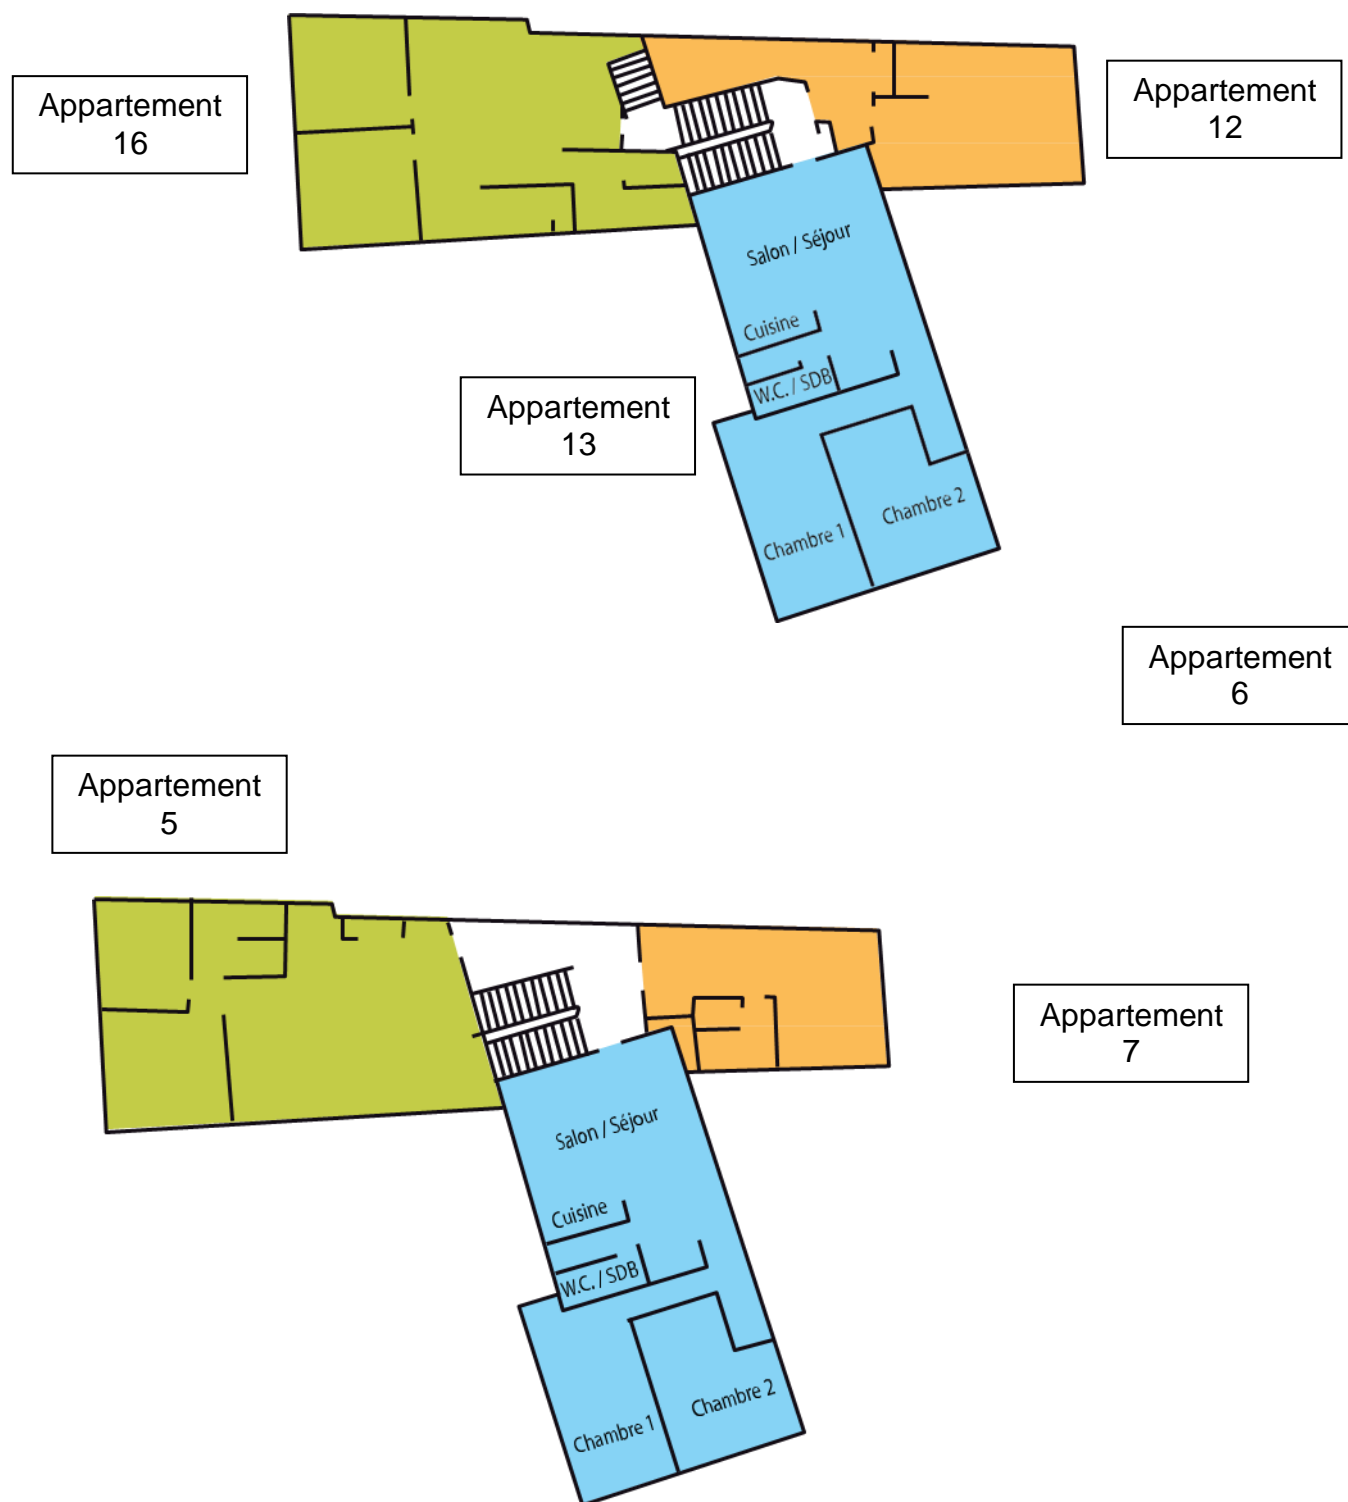 Appartement
16
Appartement
12
Salon / Séjour
Cuisine
W.C. / SDB
Appartement
13
Chambre 1
Chambre 2
Appartement
6
Appartement
5
Appartement
7
Salon / Séjour
Cuisine
W.C. / SDB
Chambre 1
Chambre 2